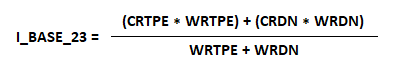 (CRTPE * WRTPE) + (CRDN * WRDN)
I_BASE_23 =
WRTPE + WRDN